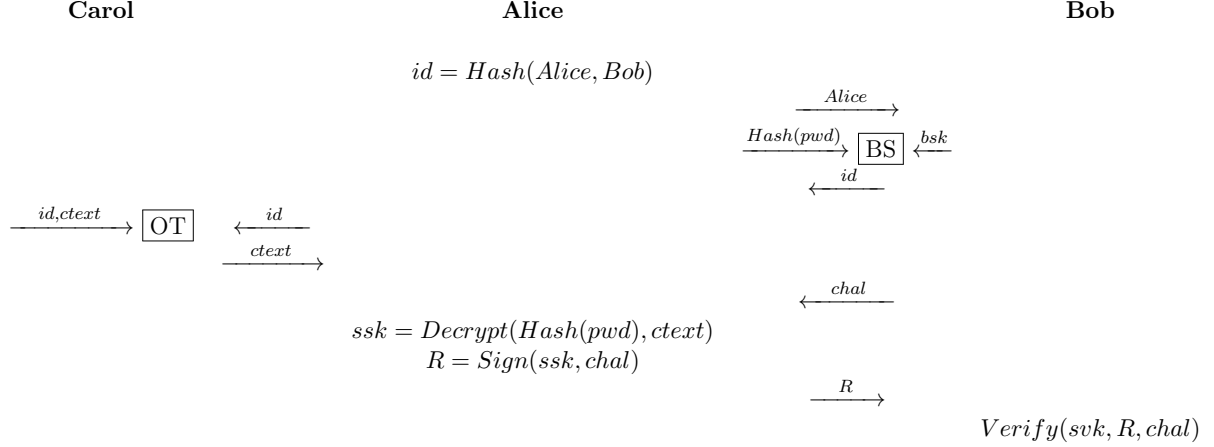 Carol Alice Bob
id = Hash(Alice, Bob)
Alice
Hash(pwd) BS bsk
id
id,ctext OT id
ctext
chal
ssk = Decrypt(Hash(pwd), ctext)
R = Sign(ssk, chal)
R
Verify(svk, R, chal)